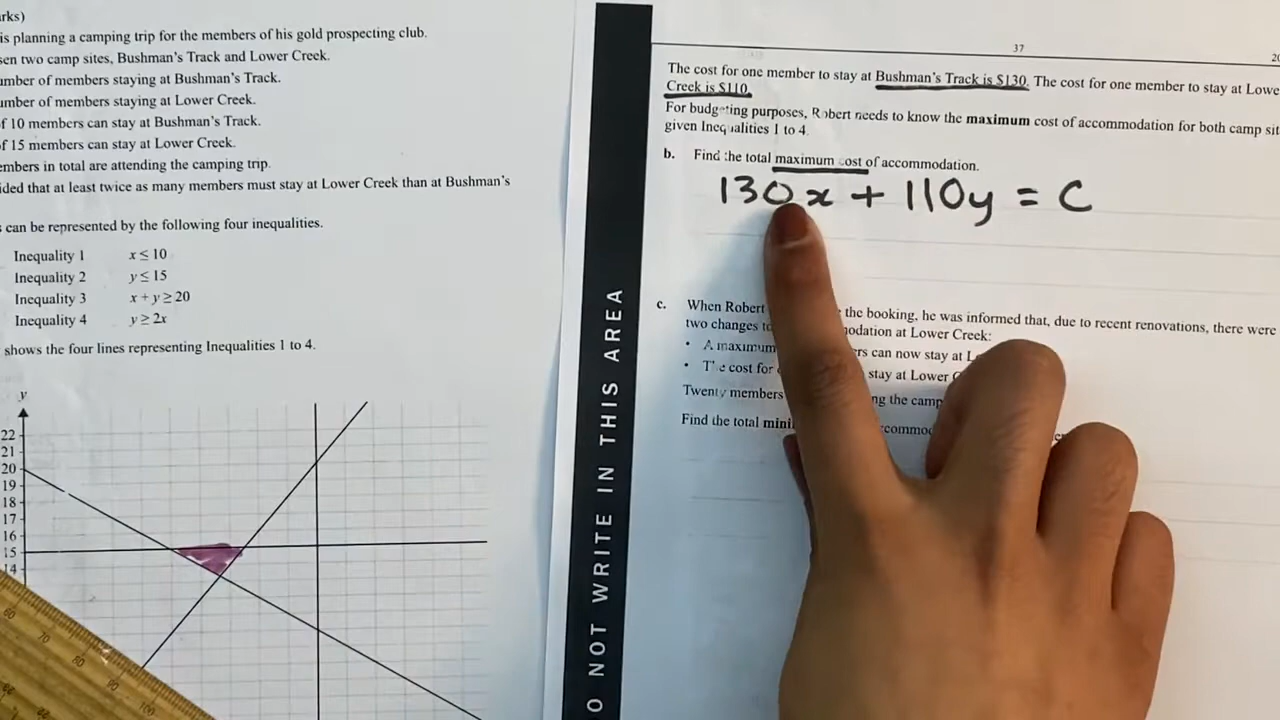 rks)
is planning a camping trip for the members of his gold prospecting club.
sen two camp sites, Bushman's Track and Lower Creek.
umber of members staying at Bushman's Track.
umber of members staying at Lower Creek.
f 10 members can stay at Bushman's Track.
f 15 members can stay at Lower Creek.
embers in total are attending the camping trip.
ided that at least twice as many members must stay at Lower Creek than at Bushman's
can be represented by the following four inequalities.
Inequality 1 x ≤ 10
Inequality 2 y ≤ 15
Inequality 3 x + y ≥ 20
Inequality 4 y ≥ 2x
shows the four lines representing Inequalities 1 to 4.
y
22
21
20
19
18
17
16
15
14
60
70
80
90
100
O NOT WRITE IN THIS AREA
37
20
The cost for one member to stay at Bushman's Track is $130. The cost for one member to stay at Lowe
Creek is $110.
For budgeting purposes, Robert needs to know the maximum cost of accommodation for both camp sit
given Inequalities 1 to 4.
b. Find the total maximum cost of accommodation.
130x + 110y = C
c. When Robert the booking, he was informed that, due to recent renovations, there were
two changes to modation at Lower Creek:
• A maximum ers can now stay at L
• The cost for stay at Lower
Twenty members ng the camp
Find the total mini ccommod